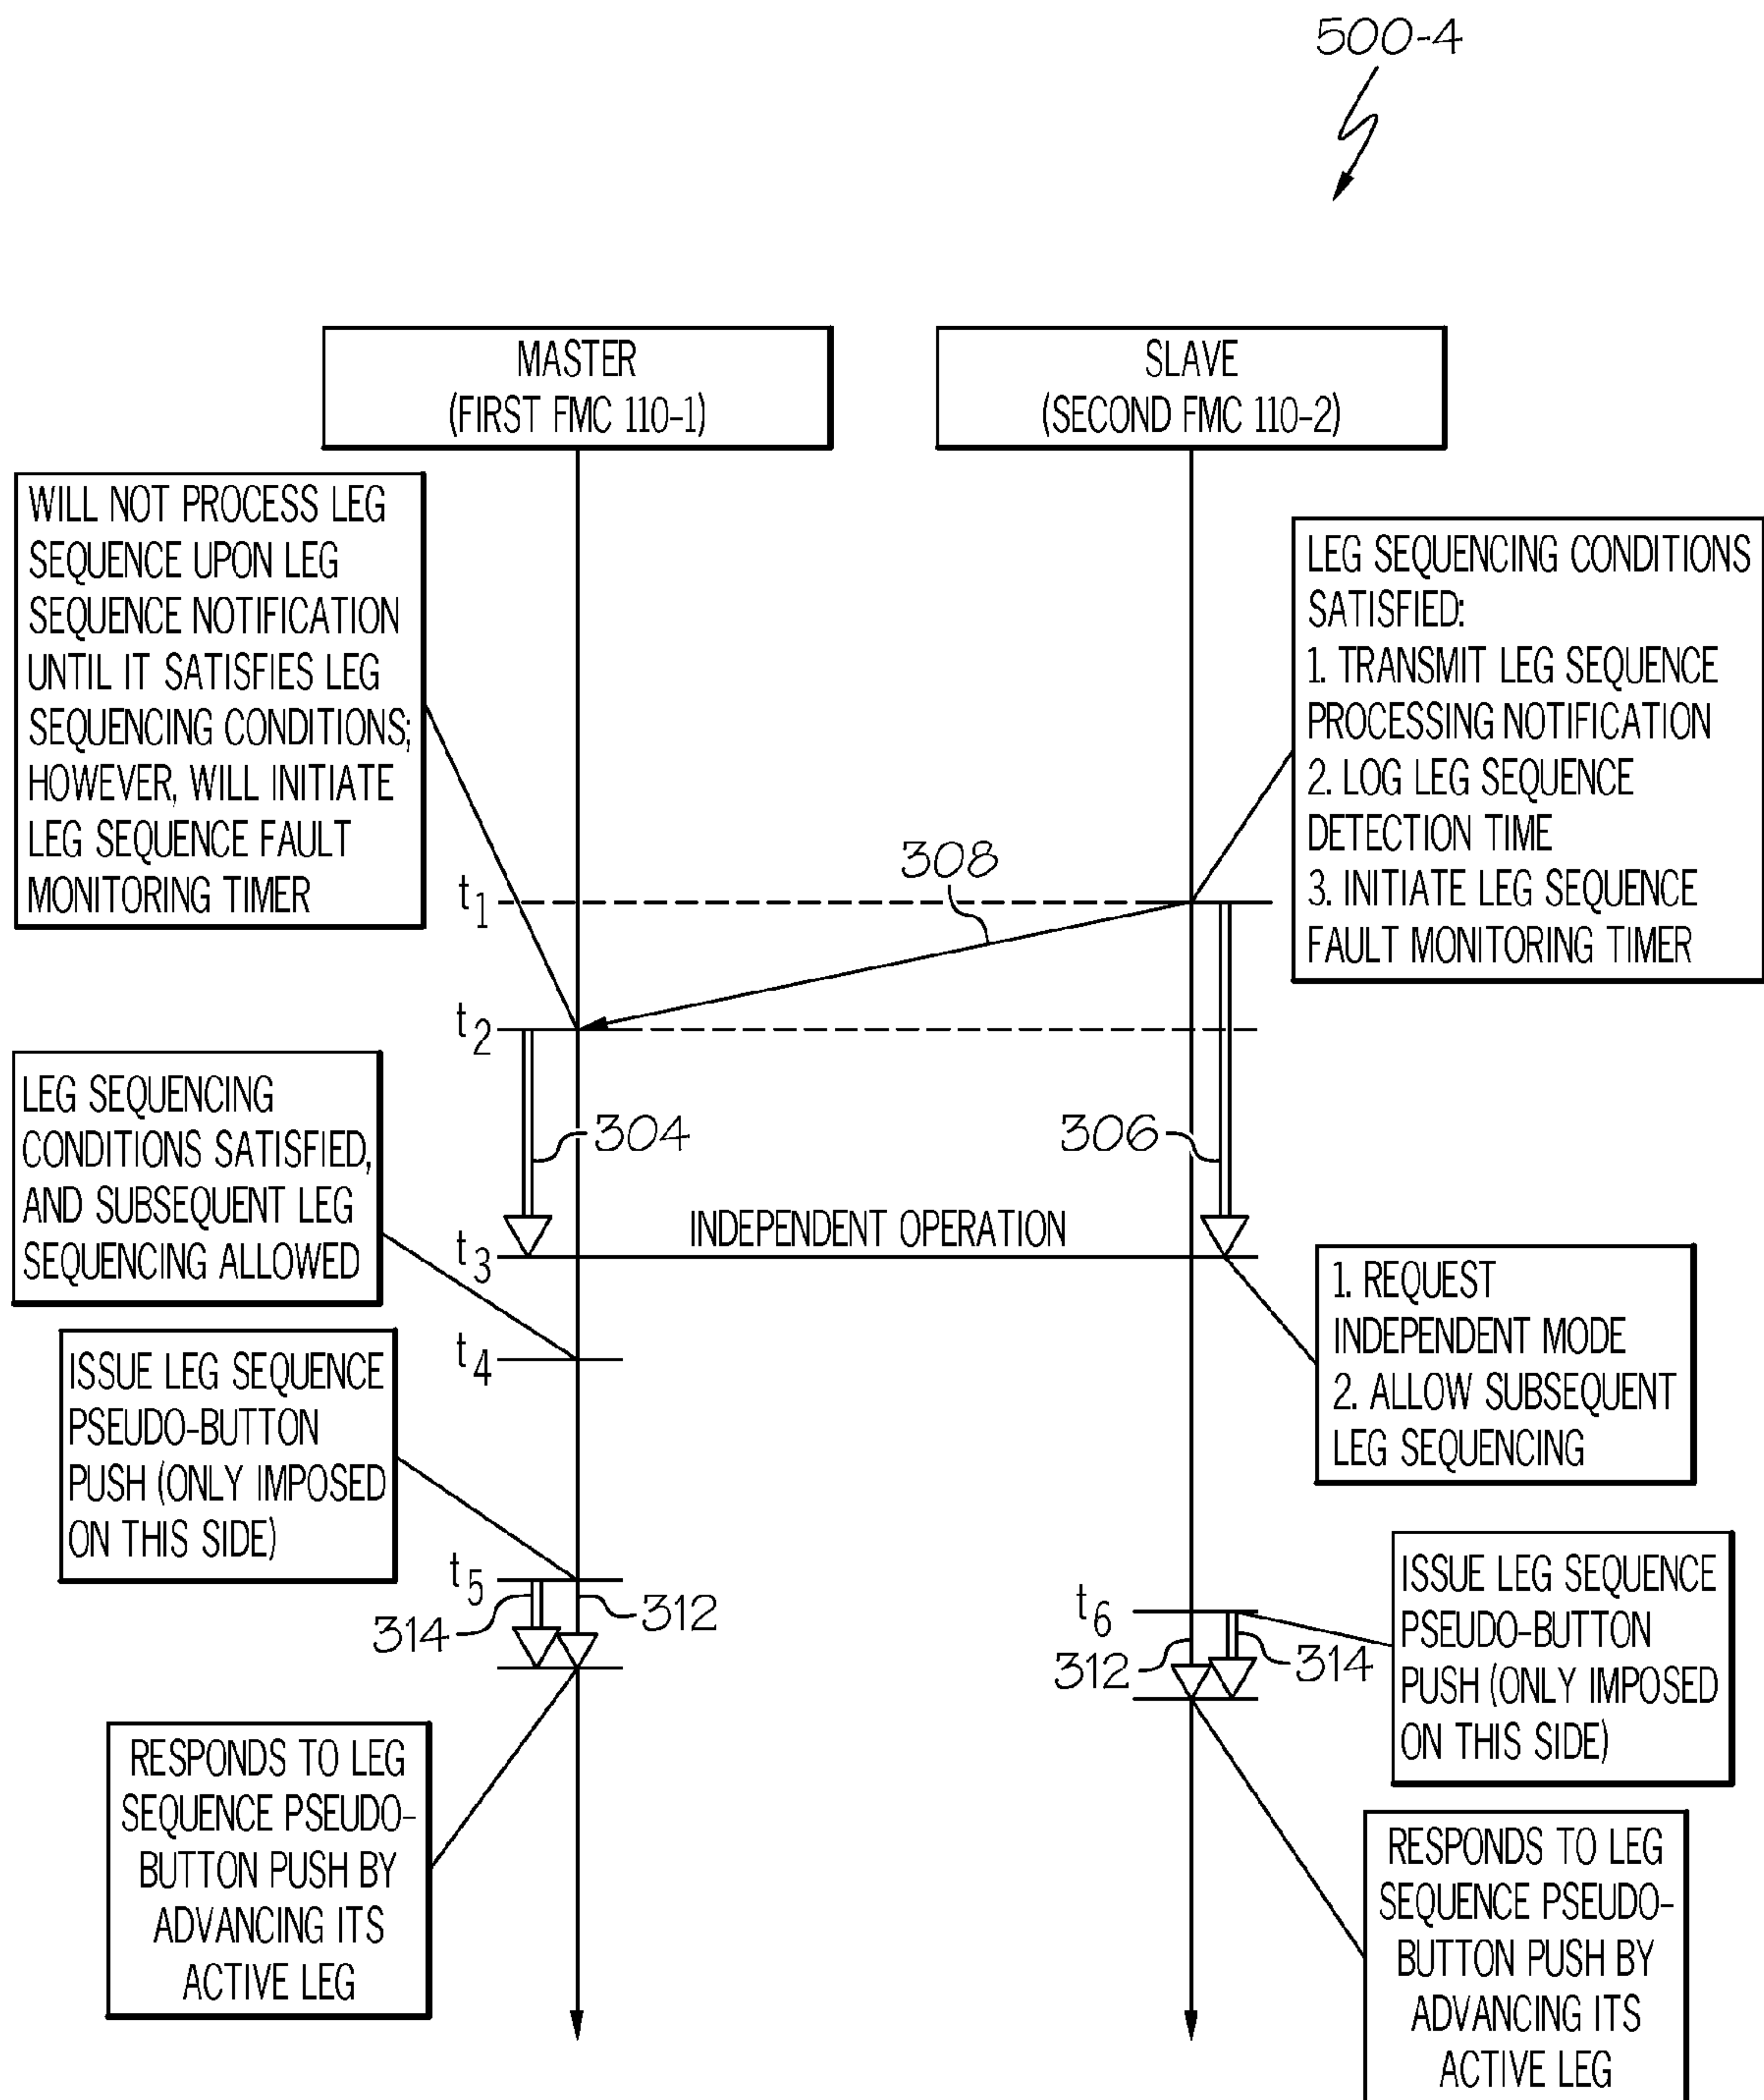 500-4
MASTER
(FIRST FMC 110-1)
SLAVE
(SECOND FMC 110-2)
WILL NOT PROCESS LEG
SEQUENCE UPON LEG
SEQUENCE NOTIFICATION
UNTIL IT SATISFIES LEG
SEQUENCING CONDITIONS;
HOWEVER, WILL INITIATE
LEG SEQUENCE FAULT
MONITORING TIMER
LEG SEQUENCING CONDITIONS
SATISFIED:
1. TRANSMIT LEG SEQUENCE
PROCESSING NOTIFICATION
2. LOG LEG SEQUENCE
DETECTION TIME
3. INITIATE LEG SEQUENCE
FAULT MONITORING TIMER
308
t1
t2
LEG SEQUENCING
CONDITIONS SATISFIED,
AND SUBSEQUENT LEG
SEQUENCING ALLOWED
304
306
INDEPENDENT OPERATION
t3
1. REQUEST
INDEPENDENT MODE
2. ALLOW SUBSEQUENT
LEG SEQUENCING
t4
ISSUE LEG SEQUENCE
PSEUDO-BUTTON
PUSH (ONLY IMPOSED
ON THIS SIDE)
t5
314
312
t6
312
314
ISSUE LEG SEQUENCE
PSEUDO-BUTTON
PUSH (ONLY IMPOSED
ON THIS SIDE)
RESPONDS TO LEG
SEQUENCE PSEUDO-
BUTTON PUSH BY
ADVANCING ITS
ACTIVE LEG
RESPONDS TO LEG
SEQUENCE PSEUDO-
BUTTON PUSH BY
ADVANCING ITS
ACTIVE LEG